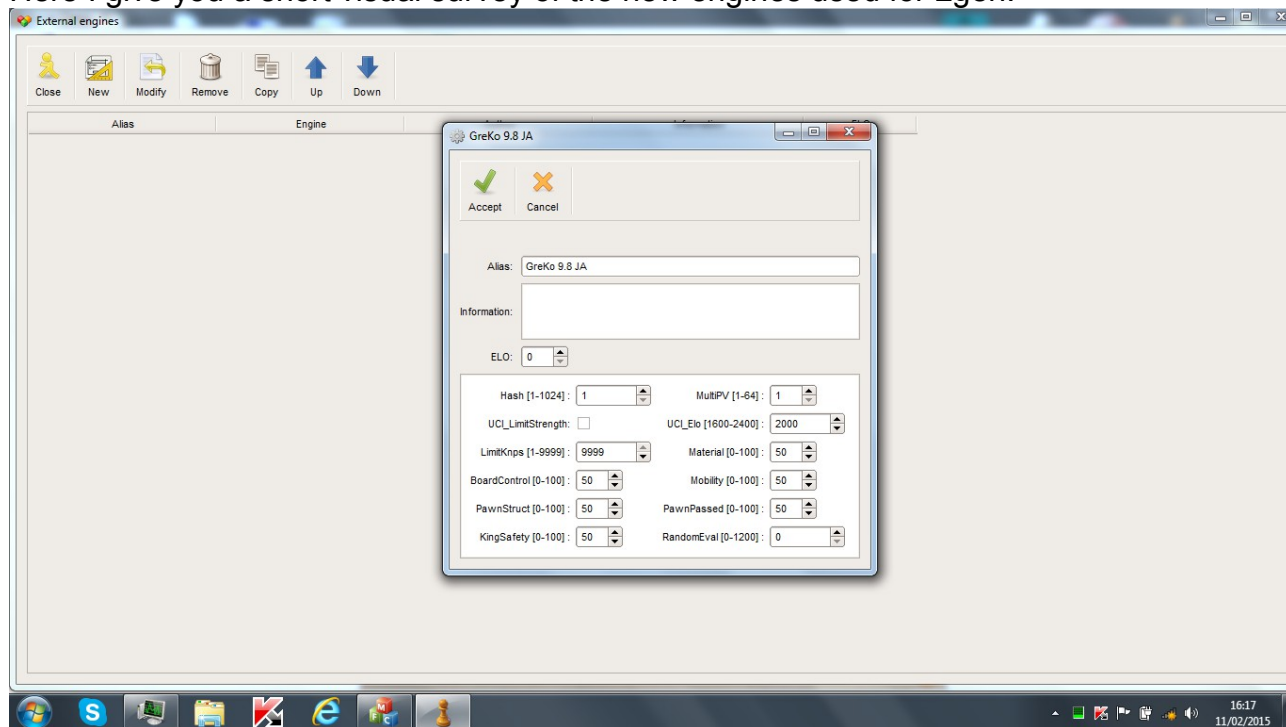 External engines
Close New Modify Remove Copy Up Down
Alias Engine
GreKo 9.8 JA
Accept Cancel
Alias: GreKo 9.8 JA
Information:
ELO: 0
Hash [1-1024] : 1 MultiPV [1-64] : 1
UCI_LimitStrength: UCI_Elo [1600-2400] : 2000
LimitKnps [1-9999] : 9999 Material [0-100] : 50
BoardControl [0-100] : 50 Mobility [0-100] : 50
PawnStruct [0-100] : 50 PawnPassed [0-100] : 50
KingSafety [0-100] : 50 RandomEval [0-1200] : 0
16:17
11/02/2015